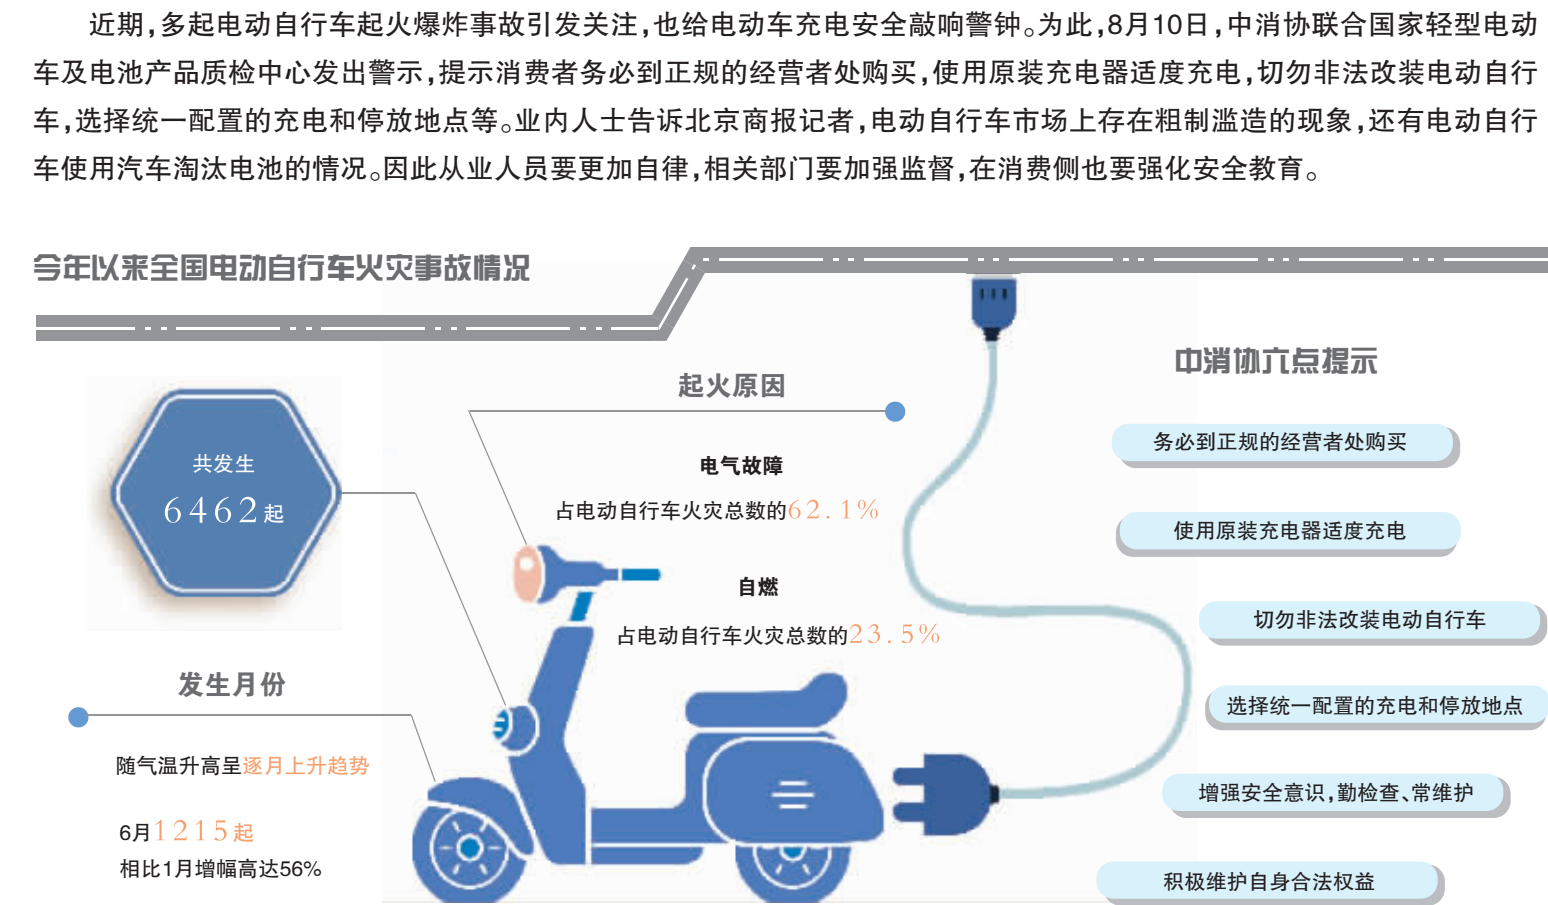 近期,多起电动自行车起火爆炸事故引发关注,也给电动车充电安全敲响警钟。为此,8月10日,中消协联合国家轻型电动
车及电池产品质检中心发出警示,提示消费者务必到正规的经营者处购买,使用原装充电器适度充电,切勿非法改装电动自行
车,选择统一配置的充电和停放地点等。业内人士告诉北京商报记者,电动自行车市场上存在粗制滥造的现象,还有电动自行
车使用汽车淘汰电池的情况。因此从业人员要更加自律,相关部门要加强监督,在消费侧也要强化安全教育。
今年以来全国电动自行车火灾事故情况
共发生
6462起
起火原因
电气故障
占电动自行车火灾总数的62.1%
自燃
占电动自行车火灾总数的23.5%
发生月份
随气温升高呈逐月上升趋势
6月1215起
相比1月增幅高达56%
中消协六点提示
务必到正规的经营者处购买
使用原装充电器适度充电
切勿非法改装电动自行车
选择统一配置的充电和停放地点
增强安全意识,勤检查、常维护
积极维护自身合法权益